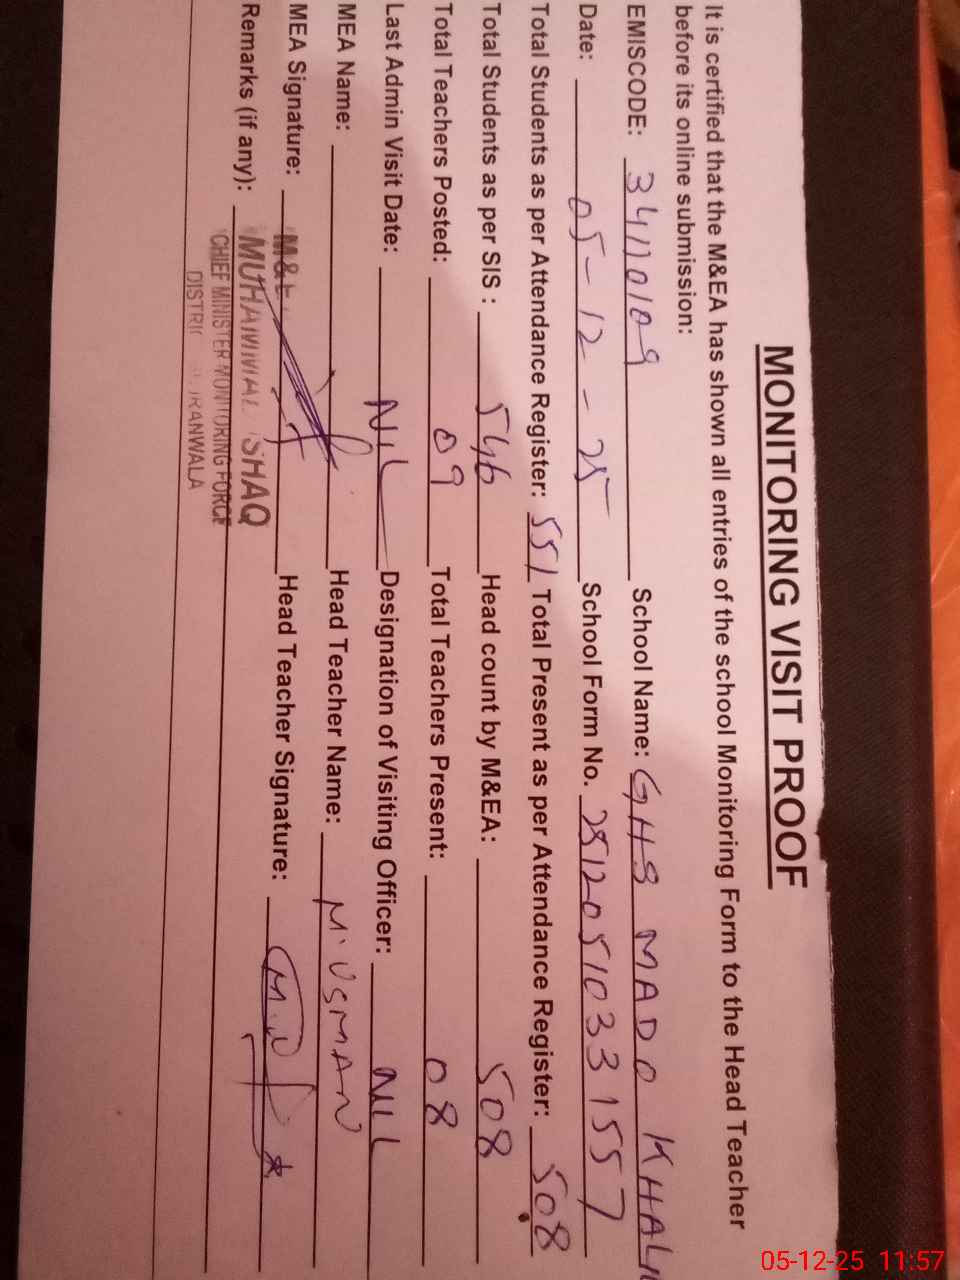 MONITORING VISIT PROOF
It is certified that the M&EA has shown all entries of the school Monitoring Form to the Head Teacher
before its online submission:
EMISCODE: 34110109 School Name: GHS MADO KHALI
Date: 05-12-25 School Form No. 251205103315 57
Total Students as per Attendance Register: 551 Total Present as per Attendance Register: 508
Total Students as per SIS : 546 Head count by M&EA: 508
Total Teachers Posted: 09 Total Teachers Present: 08
Last Admin Visit Date: NIL Designation of Visiting Officer: NIL
MEA Name: Head Teacher Name: M. USMAN
MEA Signature: Head Teacher Signature:
Remarks (if any):
CHIEF MINISTER MONITORING FORCE
05-12-25 11:57